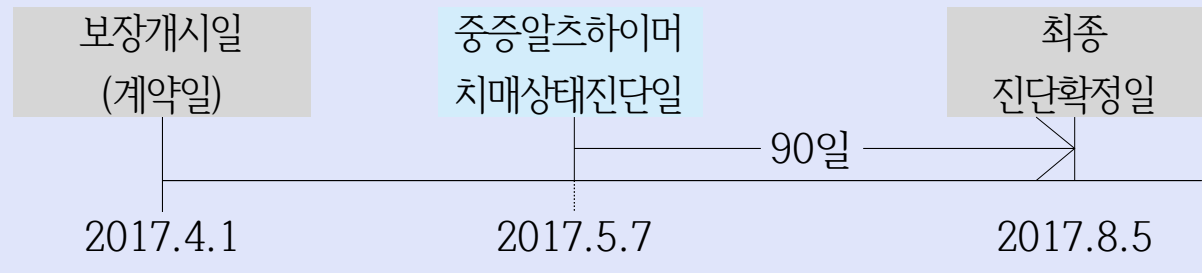 보장개시일
(계약일)
중증알츠하이머
치매상태진단일
최종
진단확정일
90일
2017.4.1
2017.5.7
2017.8.5